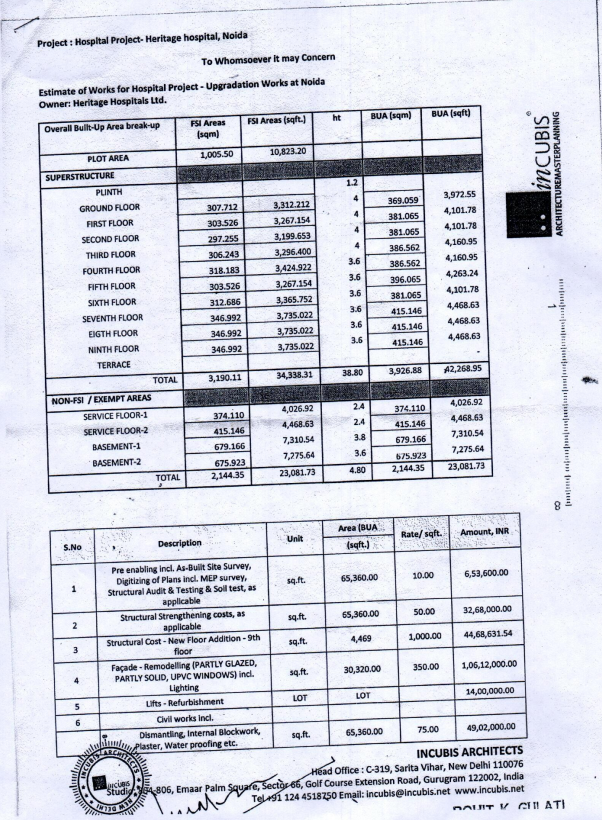 Project : Hospital Project- Heritage hospital, Noida
To Whomsoever it may Concern
Estimate of Works for Hospital Project - Upgradation Works at Noida
Owner: Heritage Hospitals Ltd.
Overall Built-Up Area break-up FSI Areas (sqm) FSI Areas (sqft.) ht BUA (sqm) BUA (sqft)
PLOT AREA 1,005.50 10,823.20
SUPERSTRUCTURE
PLINTH 1.2
GROUND FLOOR 307.712 3,312.212 4 369.059 3,972.55
FIRST FLOOR 303.526 3,267.154 4 381.065 4,101.78
SECOND FLOOR 297.255 3,199.653 4 381.065 4,101.78
THIRD FLOOR 306.243 3,296.400 4 386.562 4,160.95
FOURTH FLOOR 318.183 3,424.922 3.6 386.562 4,160.95
FIFTH FLOOR 303.526 3,267.154 3.6 396.065 4,263.24
SIXTH FLOOR 312.686 3,365.752 3.6 381.065 4,101.78
SEVENTH FLOOR 346.992 3,735.022 3.6 415.146 4,468.63
EIGTH FLOOR 346.992 3,735.022 3.6 415.146 4,468.63
NINTH FLOOR 346.992 3,735.022 3.6 415.146 4,468.63
TERRACE -
TOTAL 3,190.11 34,338.31 38.80 3,926.88 42,268.95
NON-FSI / EXEMPT AREAS
SERVICE FLOOR-1 374.110 4,026.92 2.4 374.110 4,026.92
SERVICE FLOOR-2 415.146 4,468.63 2.4 415.146 4,468.63
BASEMENT-1 679.166 7,310.54 3.8 679.166 7,310.54
BASEMENT-2 675.923 7,275.64 3.6 675.923 7,275.64
TOTAL 2,144.35 23,081.73 4.80 2,144.35 23,081.73
inCUBIS
ARCHITECTUREMASTERPLANNING
S.No Description Unit Area (BUA (sqft.) Rate/ sqft. Amount, INR
1 Pre enabling incl. As-Built Site Survey, Digitizing of Plans incl. MEP survey, Structural Audit & Testing & Soil test, as applicable sq.ft. 65,360.00 10.00 6,53,600.00
2 Structural Strengthening costs, as applicable sq.ft. 65,360.00 50.00 32,68,000.00
3 Structural Cost - New Floor Addition - 9th floor sq.ft. 4,469 1,000.00 44,68,631.54
4 Façade - Remodelling (PARTLY GLAZED, PARTLY SOLID, UPVC WINDOWS) incl. Lighting sq.ft. 30,320.00 350.00 1,06,12,000.00
5 Lifts - Refurbishment LOT LOT 14,00,000.00
6 Civil works incl.
Dismantling, Internal Blockwork, Plaster, Water proofing etc. sq.ft. 65,360.00 75.00 49,02,000.00
INCUBIS ARCHITECTS
Head Office : C-319, Sarita Vihar, New Delhi 110076
Studio 804-806, Emaar Palm Square, Sector 66, Golf Course Extension Road, Gurugram 122002, India
Tel +91 124 4518750 Email: incubis@incubis.net www.incubis.net
INCUBIS ARCHITECTS
NEW DELHI